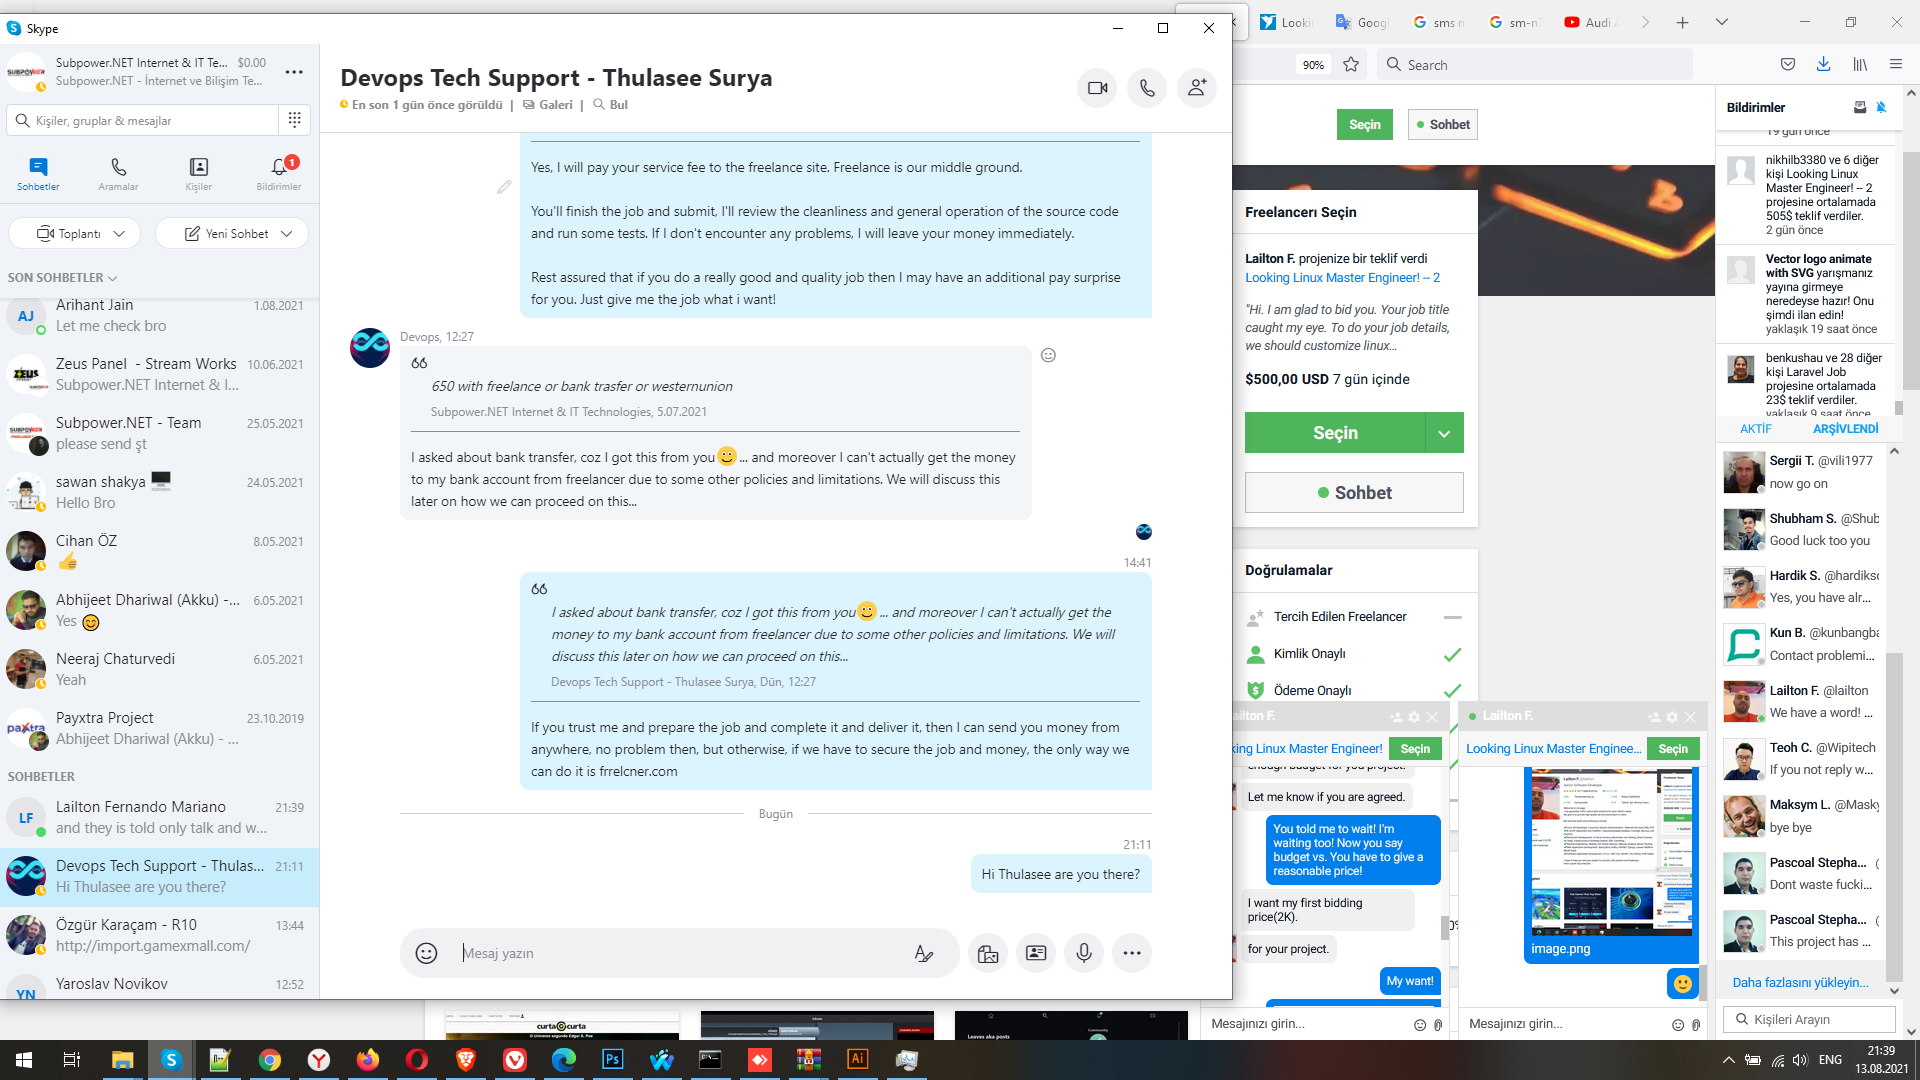 Skype
Subpower.NET Internet & IT Te... $0.00
Subpower.NET - İnternet ve Bilişim Te...
Kişiler, gruplar & mesajlar
Sohbetler
Aramalar
Kişiler
Bildirimler
1
Toplantı
Yeni Sohbet
SON SOHBETLER
AJ
Arihant Jain 1.08.2021
Let me check bro
Zeus Panel - Stream Works 10.06.2021
Subpower.NET Internet & I...
Subpower.NET - Team 25.05.2021
please send şt
sawan shakya 24.05.2021
Hello Bro
Cihan ÖZ 8.05.2021
Abhijeet Dhariwal (Akku) -... 6.05.2021
Yes
Neeraj Chaturvedi 6.05.2021
Yeah
Payxtra Project 23.10.2019
Abhijeet Dhariwal (Akku) - ...
SOHBETLER
LF
Lailton Fernando Mariano 21:39
and they is told only talk and w...
Devops Tech Support - Thulas... 21:11
Hi Thulasee are you there?
Özgür Karaçam - R10 13:44
http://import.gamexmall.com/
YN
Yaroslav Novikov 12:52
Devops Tech Support - Thulasee Surya
En son 1 gün önce görüldü | Galeri | Bul
Yes, I will pay your service fee to the freelance site. Freelance is our middle ground.
You'll finish the job and submit, I'll review the cleanliness and general operation of the source code
and run some tests. If I don't encounter any problems, I will leave your money immediately.
Rest assured that if you do a really good and quality job then I may have an additional pay surprise
for you. Just give me the job what i want!
Devops, 12:27
650 with freelance or bank trasfer or westernunion
Subpower.NET Internet & IT Technologies, 5.07.2021
I asked about bank transfer, coz I got this from you🙂... and moreover I can't actually get the money
to my bank account from freelancer due to some other policies and limitations. We will discuss this
later on how we can proceed on this...
14:41
I asked about bank transfer, coz I got this from you🙂... and moreover I can't actually get the
money to my bank account from freelancer due to some other policies and limitations. We will
discuss this later on how we can proceed on this...
Devops Tech Support - Thulasee Surya, Dün, 12:27
If you trust me and prepare the job and complete it and deliver it, then I can send you money from
anywhere, no problem then, but otherwise, if we have to secure the job and money, the only way we
can do it is frrelcner.com
Bugün
21:11
Hi Thulasee are you there?
Mesaj yazın
Lookin
Googl
sms n
sm-n
Audi
90%
Search
Seçin
Sohbet
Freelancerı Seçin
Lailton F. projenize bir teklif verdi
Looking Linux Master Engineer! -- 2
"Hi. I am glad to bid you. Your job title
caught my eye. To do your job details,
we should customize linux...
$500,00 USD 7 gün içinde
Seçin
Sohbet
Doğrulamalar
Tercih Edilen Freelancer
Kimlik Onaylı
Ödeme Onaylı
ailton F.
king Linux Master Engineer!
Seçin
enough budget for you project.
Let me know if you are agreed.
You told me to wait! I'm
waiting too! Now you say
budget vs. You have to give a
reasonable price!
I want my first bidding
price(2K).
for your project.
My want!
Mesajınızı girin...
Lailton F.
Looking Linux Master Enginee...
Seçin
image.png
Mesajınızı girin...
Bildirimler
19 gün önce
nikhilb3380 ve 6 diğer
kişi Looking Linux
Master Engineer! -- 2
projesine ortalamada
505$ teklif verdiler.
2 gün önce
Vector logo animate
with SVG yarışmanız
yayına girmeye
neredeyse hazır! Onu
şimdi ilan edin!
yaklaşık 19 saat önce
benkushau ve 28 diğer
kişi Laravel Job
projesine ortalamada
23$ teklif verdiler.
yaklaşık 9 saat önce
AKTİF
ARŞİVLENDİ
Sergii T. @vili1977
now go on
Shubham S. @Shub
Good luck too you
Hardik S. @hardiksc
Yes, you have alr...
Kun B. @kunbangba
Contact problemi...
Lailton F. @lailton
We have a word! ...
Teoh C. @Wipitech
If you not reply w...
Maksym L. @Masky
bye bye
Pascoal Stepha...
Dont waste fucki...
Pascoal Stepha...
This project has ...
Daha fazlasını yükleyin...
Kişileri Arayın
curta curta
Leaves aka posts
Community
ENG
21:39
13.08.2021